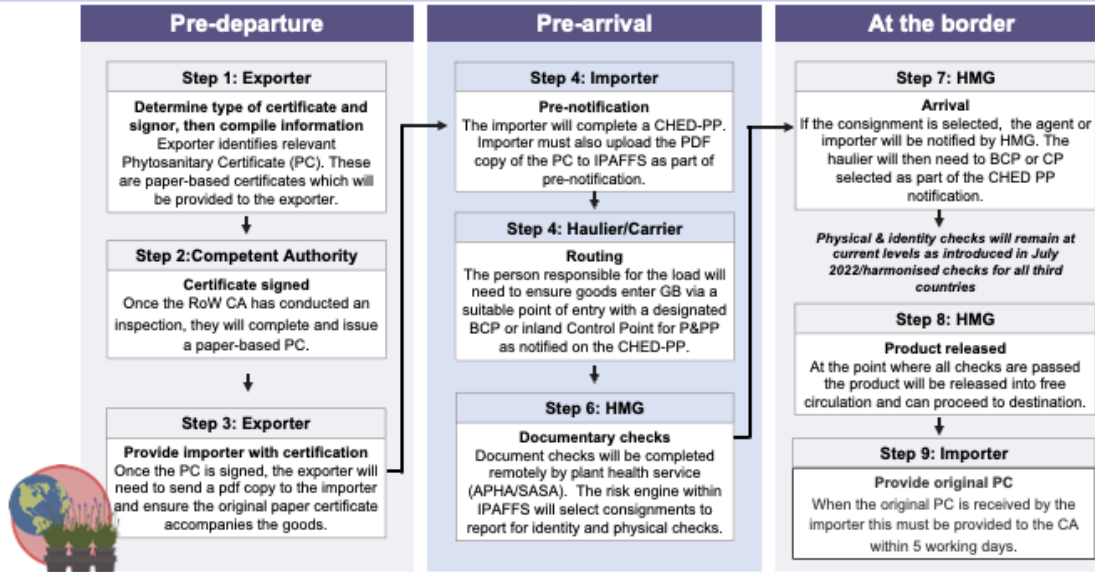 Pre-departure
Step 1: Exporter
Determine type of certificate and
signor, then compile information
Exporter identifies relevant
Phytosanitary Certificate (PC). These
are paper-based certificates which will
be provided to the exporter.
Step 2:Competent Authority
Certificate signed
Once the RoW CA has conducted an
inspection, they will complete and issue
a paper-based PC.
Step 3: Exporter
Provide importer with certification
Once the PC is signed, the exporter will
need to send a pdf copy to the importer
and ensure the original paper certificate
accompanies the goods.
Pre-arrival
Step 4: Importer
Pre-notification
The importer will complete a CHED-PP.
Importer must also upload the PDF
copy of the PC to IPAFFS as part of
pre-notification.
Step 4: Haulier/Carrier
Routing
The person responsible for the load will
need to ensure goods enter GB via a
suitable point of entry with a designated
BCP or inland Control Point for P&PP
as notified on the CHED-PP.
Step 6: HMG
Documentary checks
Document checks will be completed
remotely by plant health service
(APHA/SASA). The risk engine within
IPAFFS will select consignments to
report for identity and physical checks.
At the border
Step 7: HMG
Arrival
If the consignment is selected, the agent or
importer will be notified by HMG. The
haulier will then need to BCP or CP
selected as part of the CHED PP
notification.
Physical & identity checks will remain at
current levels as introduced in July
2022/harmonised checks for all third
countries
Step 8: HMG
Product released
At the point where all checks are passed
the product will be released into free
circulation and can proceed to destination.
Step 9: Importer
Provide original PC
When the original PC is received by the
importer this must be provided to the CA
within 5 working days.